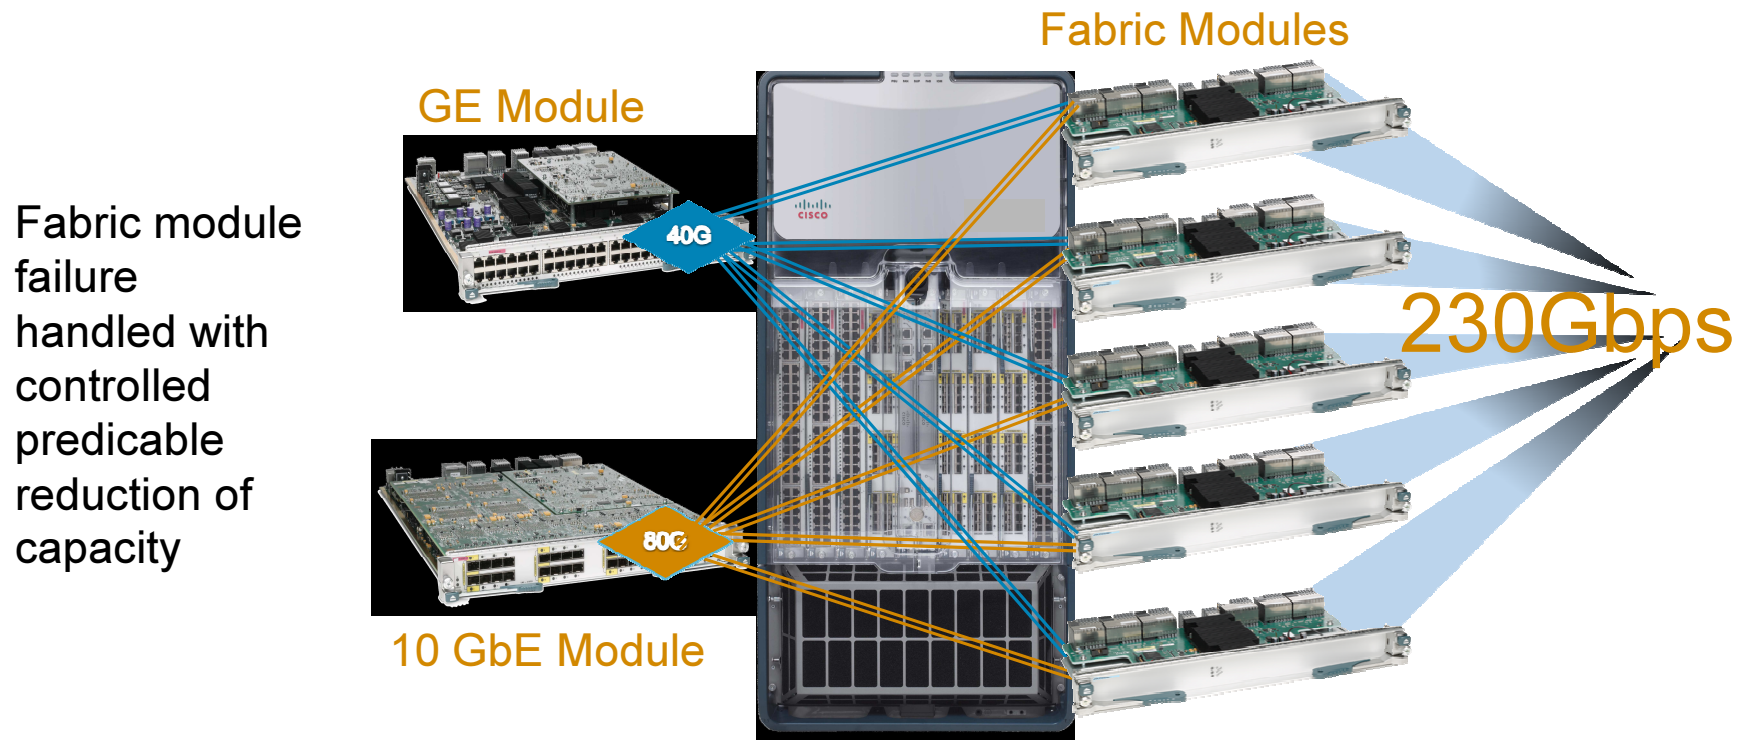 Fabric Modules
GE Module
Fabric module
failure
handled with
controlled
predicable
reduction of
capacity
40G
CISCO
230Gbps
80G
10 GbE Module